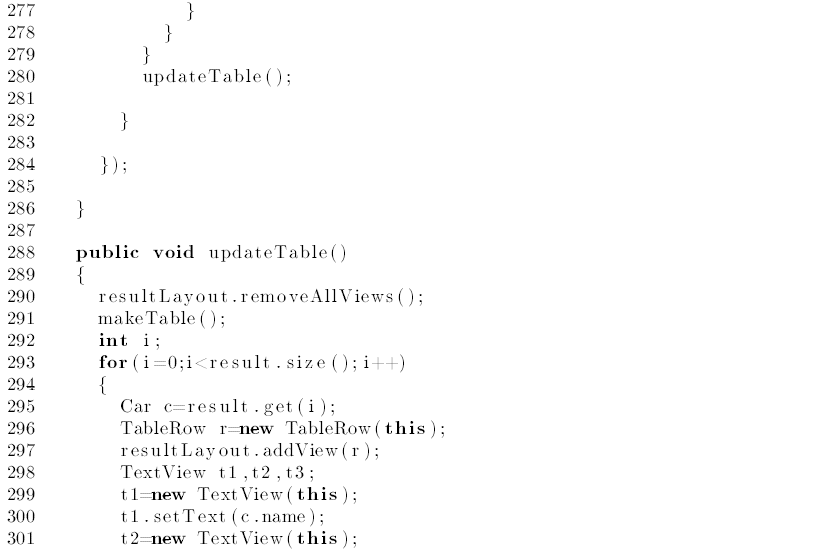 277 }
278 }
279 }
280 updateTable();
281
282 }
283
284 });
285
286 }
287
288 public void updateTable()
289 {
290 resultLayout.removeAllViews();
291 makeTable();
292 int i;
293 for(i=0;i<result.size();i++)
294 {
295 Car c=result.get(i);
296 TableRow r=new TableRow(this);
297 resultLayout.addView(r);
298 TextView t1,t2,t3;
299 t1=new TextView(this);
300 t1.setText(c.name);
301 t2=new TextView(this);